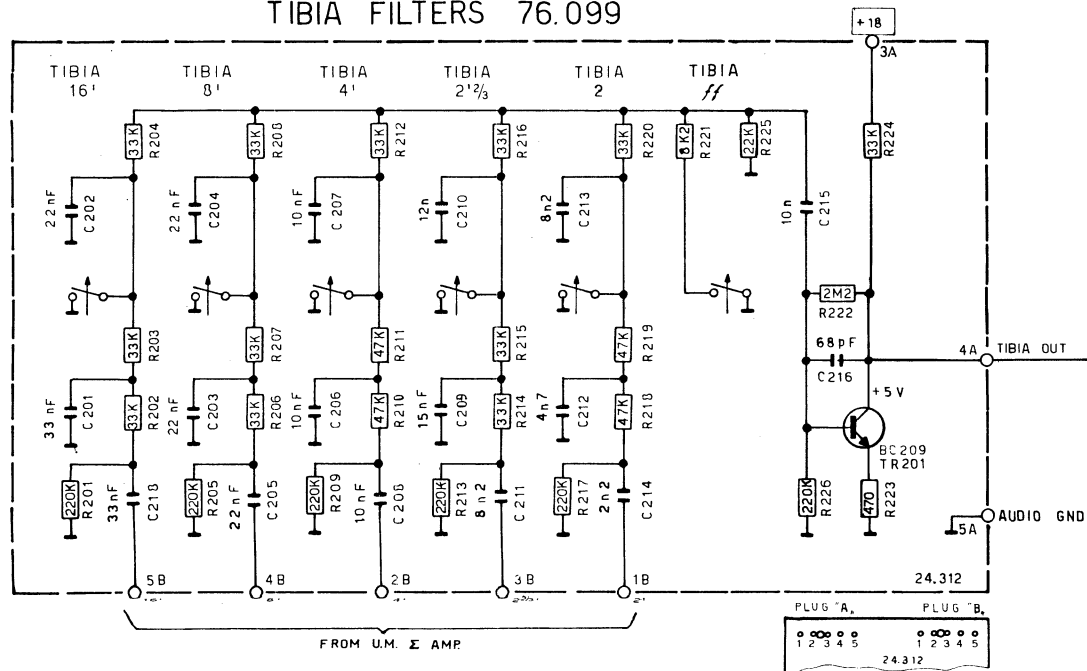 TIBIA FILTERS 76.099
+18
3A
TIBIA 16'
TIBIA 8'
TIBIA 4'
TIBIA 2'2/3
TIBIA 2
TIBIA ff
33K R204
33K R208
33K R212
33K R216
33K R220
8K2 R221
22K R225
33K R224
22nF C202
22nF C204
10nF C207
12n C210
8n2 C213
10n C215
2M2 R222
33K R203
33K R207
47K R211
33K R215
47K R219
68pF C216
4A TIBIA OUT
+5V
33nF C201
33K R202
22nF C203
33K R206
10nF C206
47K R210
15nF C209
33K R214
4n7 C212
47K R218
BC209
TR201
220K R201
33nF C218
220K R205
22nF C205
220K R209
10nF C208
220K R213
8n2 C211
220K R217
2n2 C214
220K R226
470 R223
AUDIO GND
5A
5B
4B
2B
3B
1B
24.312
16'
8'
4'
2²/³'
2'
FROM U.M. Σ AMP.
PLUG "A"
PLUG "B"
1 2 3 4 5
1 2 3 4 5
24.312